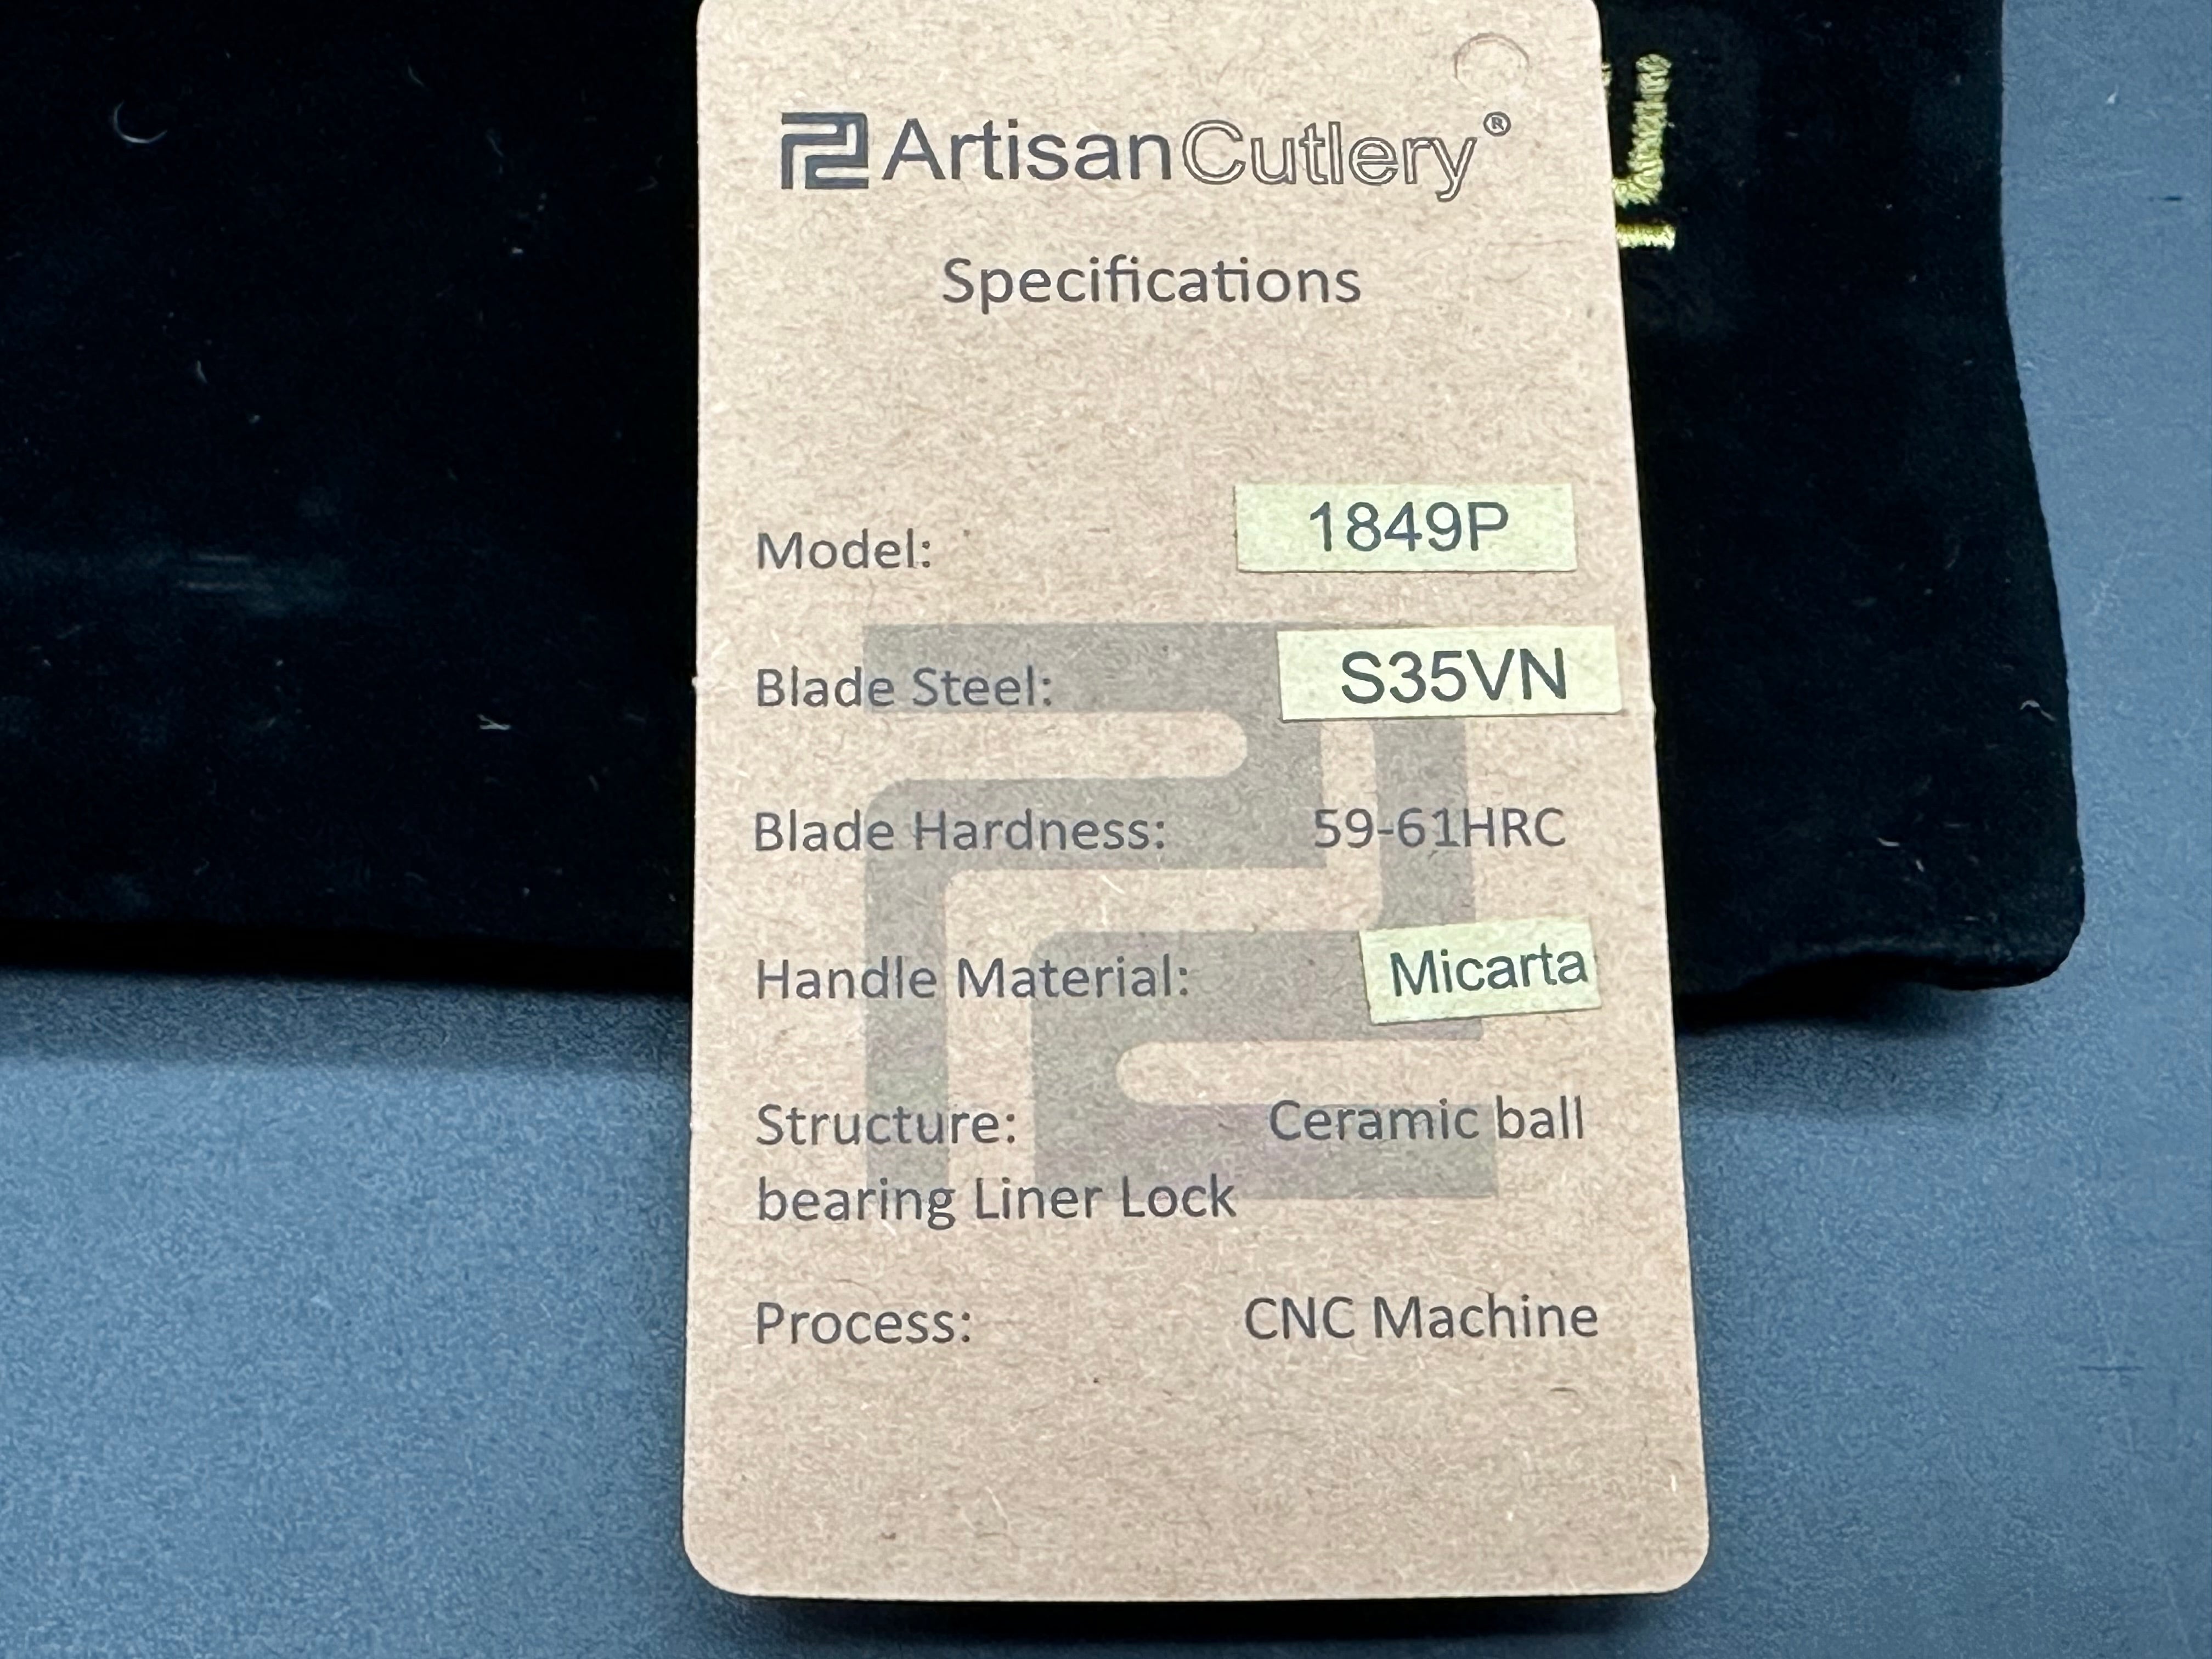 ArtisanCutlery®
Specifications
Model: 1849P
Blade Steel: S35VN
Blade Hardness: 59-61HRC
Handle Material: Micarta
Structure: Ceramic ball
bearing Liner Lock
Process: CNC Machine